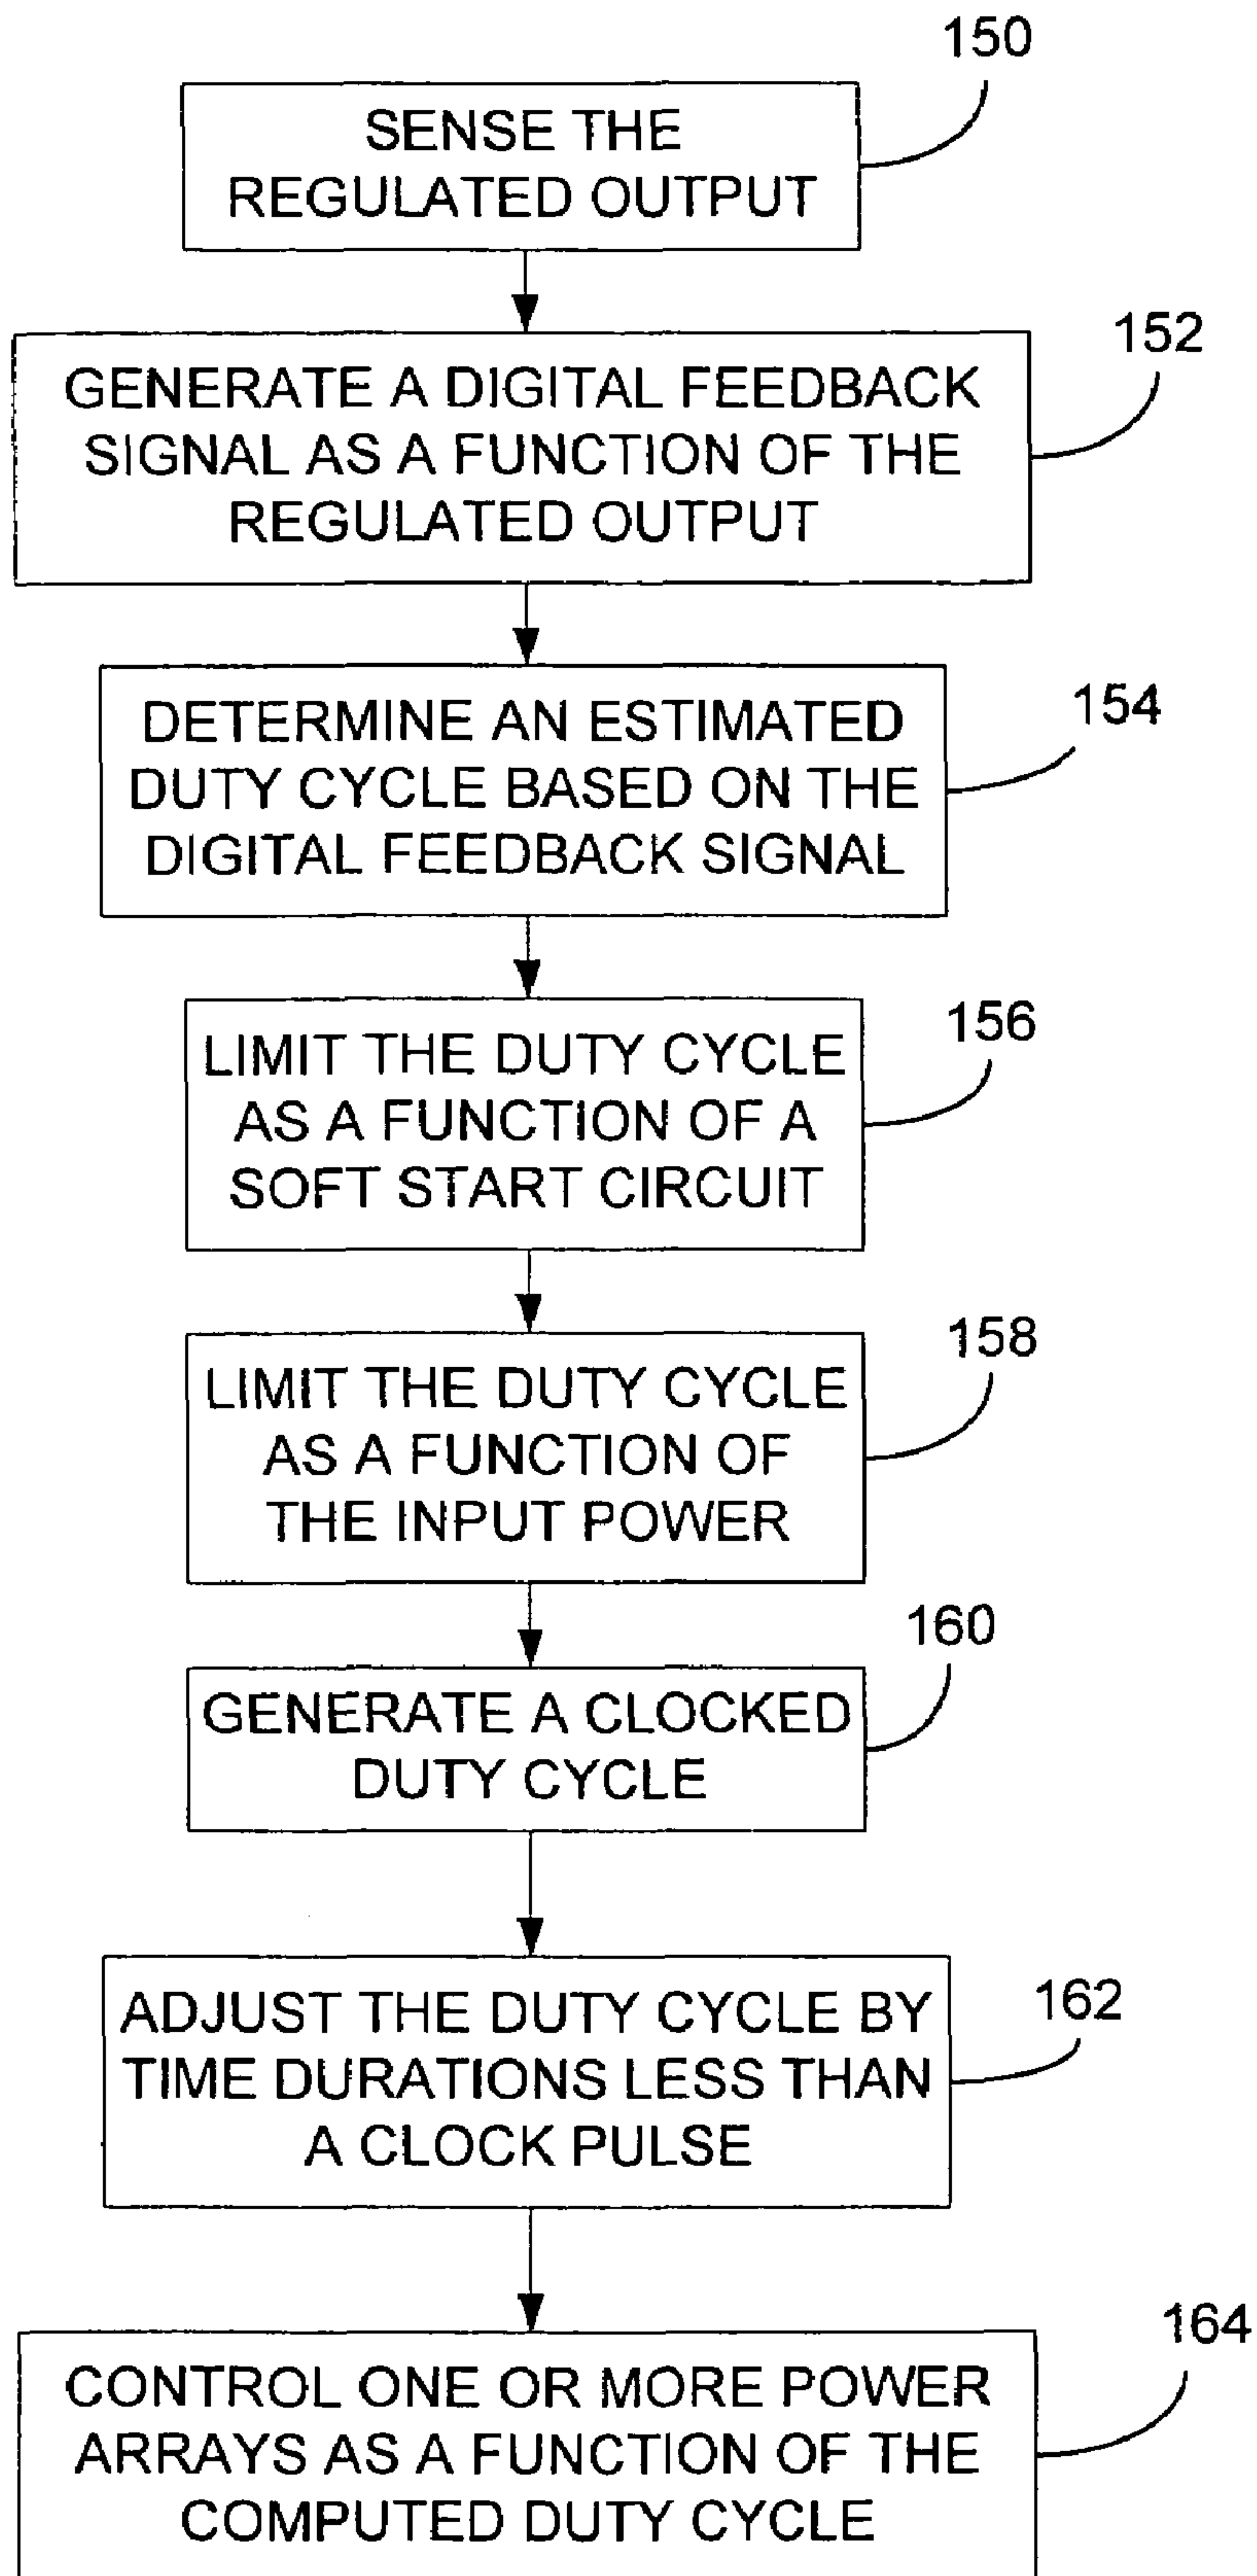 150
SENSE THE
REGULATED OUTPUT
152
GENERATE A DIGITAL FEEDBACK
SIGNAL AS A FUNCTION OF THE
REGULATED OUTPUT
154
DETERMINE AN ESTIMATED
DUTY CYCLE BASED ON THE
DIGITAL FEEDBACK SIGNAL
156
LIMIT THE DUTY CYCLE
AS A FUNCTION OF A
SOFT START CIRCUIT
158
LIMIT THE DUTY CYCLE
AS A FUNCTION OF
THE INPUT POWER
160
GENERATE A CLOCKED
DUTY CYCLE
162
ADJUST THE DUTY CYCLE BY
TIME DURATIONS LESS THAN
A CLOCK PULSE
164
CONTROL ONE OR MORE POWER
ARRAYS AS A FUNCTION OF THE
COMPUTED DUTY CYCLE